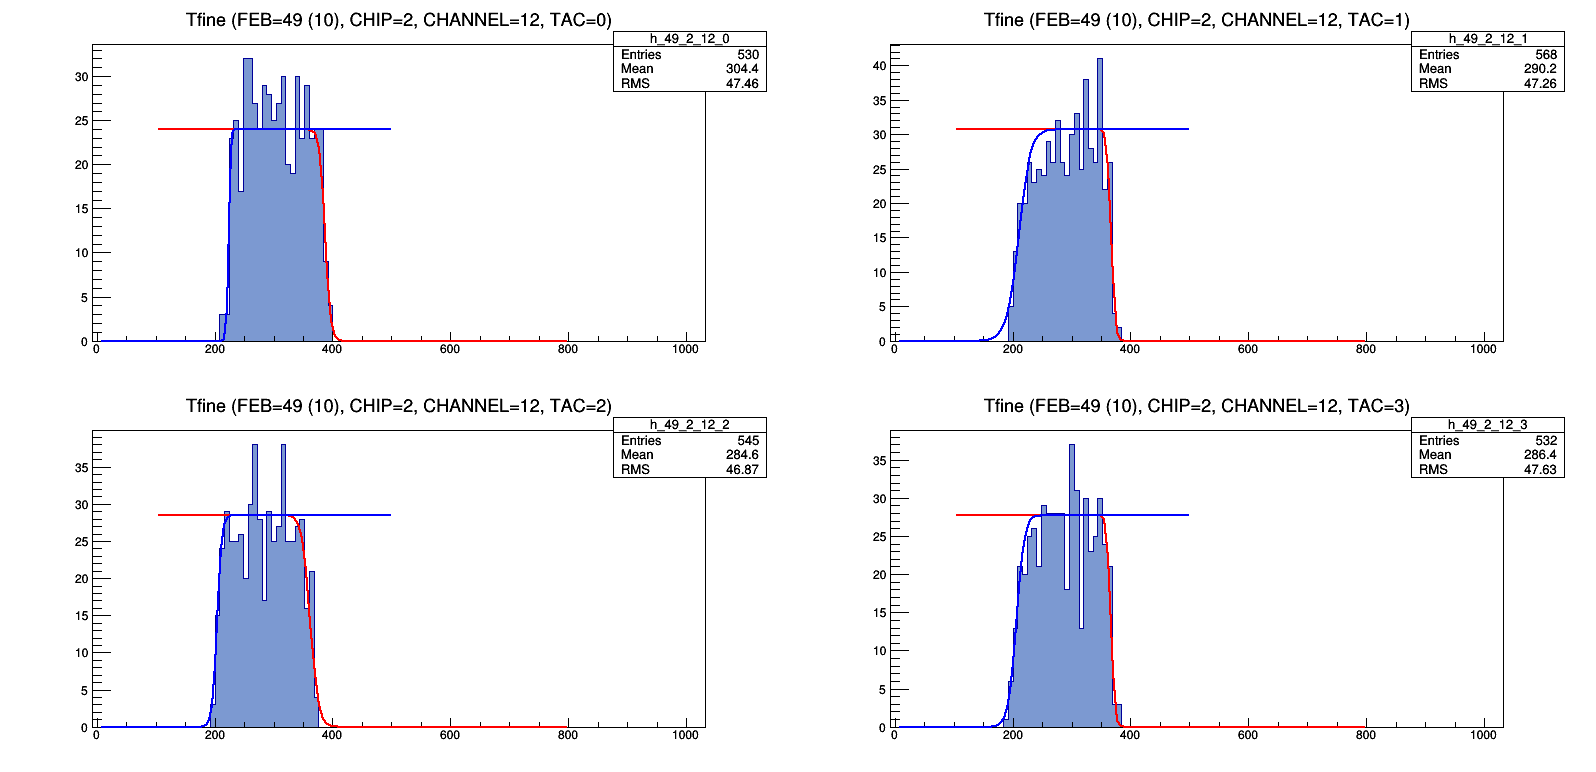 Tfine (FEB=49 (10), CHIP=2, CHANNEL=12, TAC=0)
h_49_2_12_0
Entries 530
Mean 304.4
RMS 47.46
30
25
20
15
10
5
0
0 200 400 600 800 1000
Tfine (FEB=49 (10), CHIP=2, CHANNEL=12, TAC=1)
h_49_2_12_1
Entries 568
Mean 290.2
RMS 47.26
40
35
30
25
20
15
10
5
0
0 200 400 600 800 1000
Tfine (FEB=49 (10), CHIP=2, CHANNEL=12, TAC=2)
h_49_2_12_2
Entries 545
Mean 284.6
RMS 46.87
35
30
25
20
15
10
5
0
0 200 400 600 800 1000
Tfine (FEB=49 (10), CHIP=2, CHANNEL=12, TAC=3)
h_49_2_12_3
Entries 532
Mean 286.4
RMS 47.63
35
30
25
20
15
10
5
0
0 200 400 600 800 1000